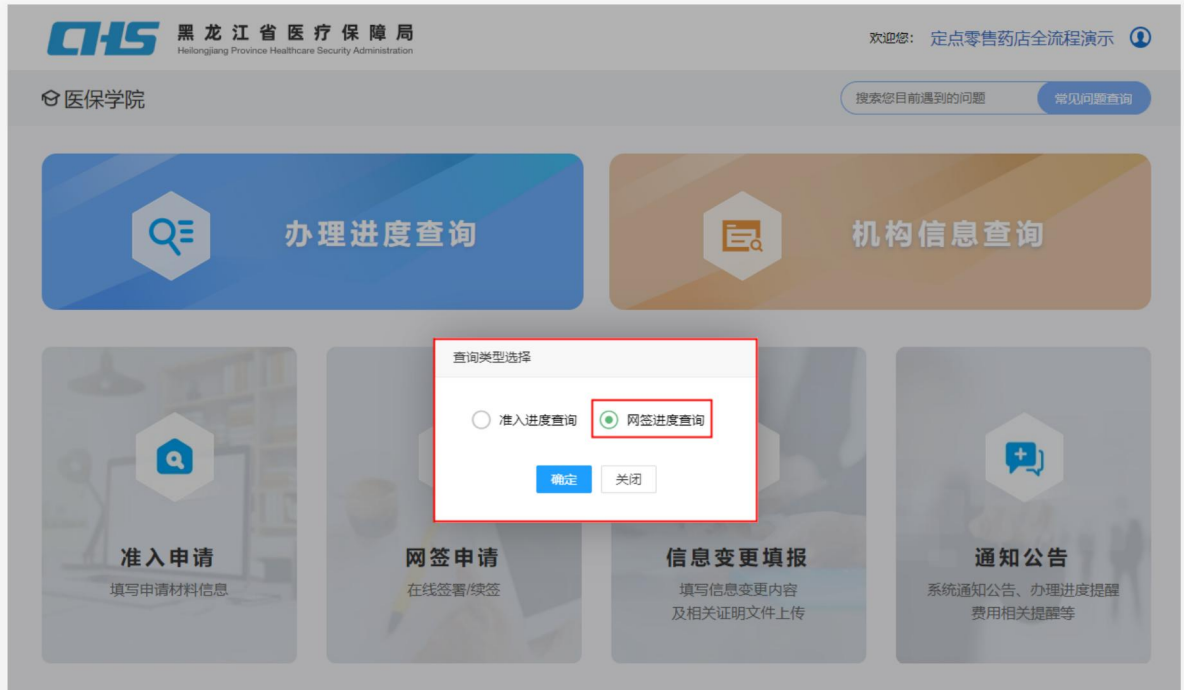 CHS 黑龙江省医疗保障局
Heilongjiang Province Healthcare Security Administration
欢迎您: 定点零售药店全流程演示
医保学院
搜索您目前遇到的问题
常见问题查询
办理进度查询
机构信息查询
查询类型选择
准入进度查询
网签进度查询
确定
关闭
准入申请
填写申请材料信息
网签申请
在线签署/续签
信息变更填报
填写信息变更内容
及相关证明文件上传
通知公告
系统通知公告、办理进度提醒
费用相关提醒等